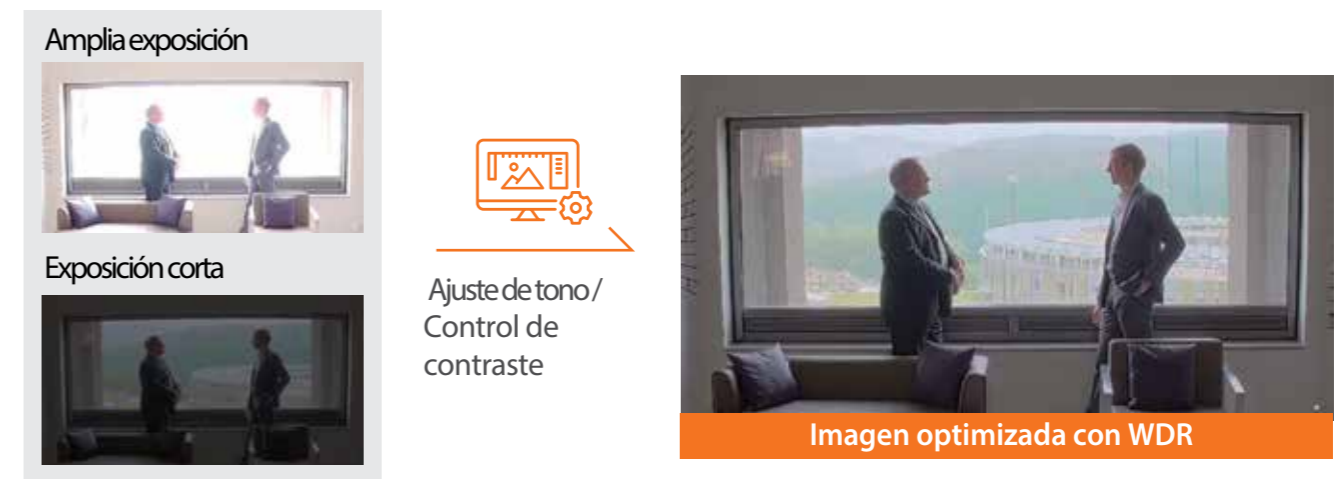 Amplia exposición
Exposición corta
Ajuste de tono /
Control de
contraste
Imagen optimizada con WDR